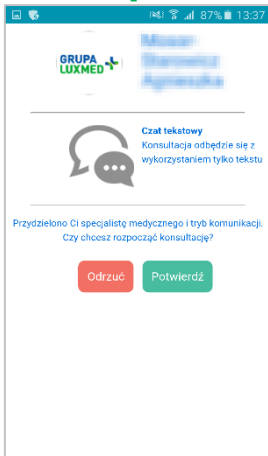 87% 13:37
GRUPA
LUXMED
Czat tekstowy
Konsultacja odbędzie się z
wykorzystaniem tylko tekstu
Przydzielono Ci specjalistę medycznego i tryb komunikacji.
Czy chcesz rozpocząć konsultację?
Odrzuć Potwierdź